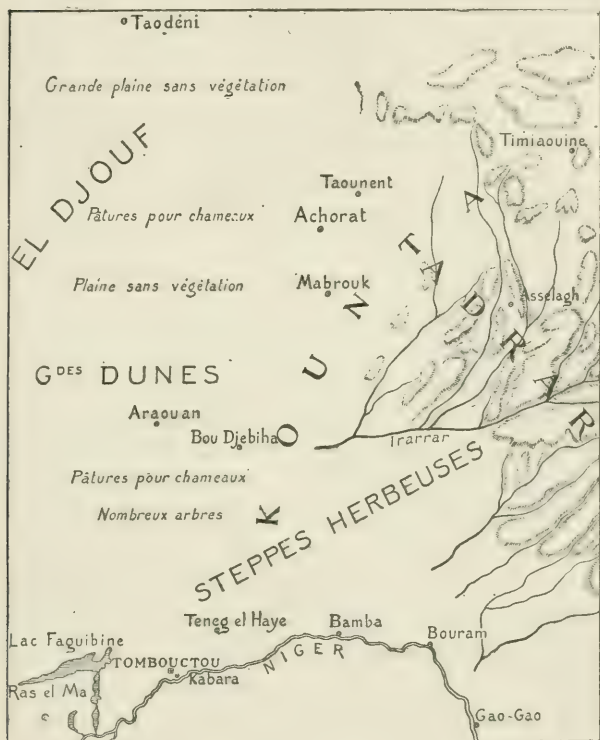 Taodéni
Grande plaine sans végétation
EL DJOUF
Timiaouine
Taounent
Pâtures pour chameaux
Achorat
Plaine sans végétation
Mabrouk
Asselagh
KOUNTA
ADRAR
GDES DUNES
Araouan
Bou Djebiha
Irarrar
Pâtures pour chameaux
Nombreux arbres
STEPPES HERBEUSES
Teneg el Haye
Bamba
Bouram
Lac Faguibine
TOMBOUCTOU
NIGER
Kabara
Ras el Ma
Gao-Gao